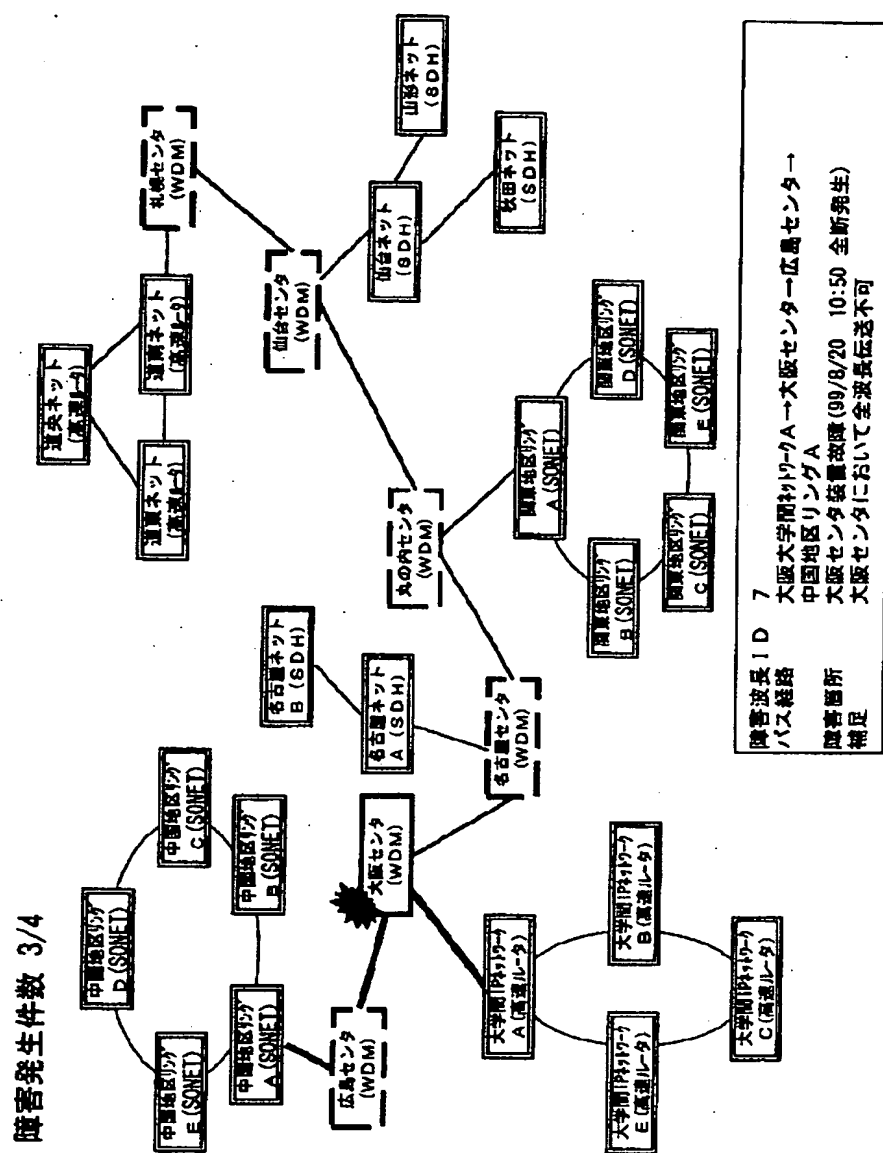 障害発生件数 3/4
中国地区リング
D (SONET)
中国地区リング
E (SONET)
中国地区リング
C (SONET)
中国地区リング
A (SONET)
中国地区リング
B (SONET)
広島センタ
(WDM)
大阪センタ
(WDM)
大学間IPネットワーク
A (高速ルータ)
大学間IPネットワーク
E (高速ルータ)
大学間IPネットワーク
B (高速ルータ)
大学間IPネットワーク
C (高速ルータ)
名古屋ネット
B (SDH)
名古屋ネット
A (SDH)
名古屋センタ
(WDM)
丸の内センタ
(WDM)
関東地区リング
A (SONET)
関東地区リング
B (SONET)
関東地区リング
D (SONET)
関東地区リング
C (SONET)
関東地区リング
E (SONET)
道央ネット
(高速ルータ)
道東ネット
(高速ルータ)
道南ネット
(高速ルータ)
札幌センタ
(WDM)
仙台センタ
(WDM)
仙台ネット
(SDH)
山形ネット
(SDH)
秋田ネット
(SDH)
障害波長ID 7
パス経路 大阪大学間ネットワークA→大阪センタ→広島センタ→
中国地区リングA
障害箇所 大阪センタ装置故障(99/8/20 10:50 全断発生)
補足 大阪センタにおいて全波長伝送不可